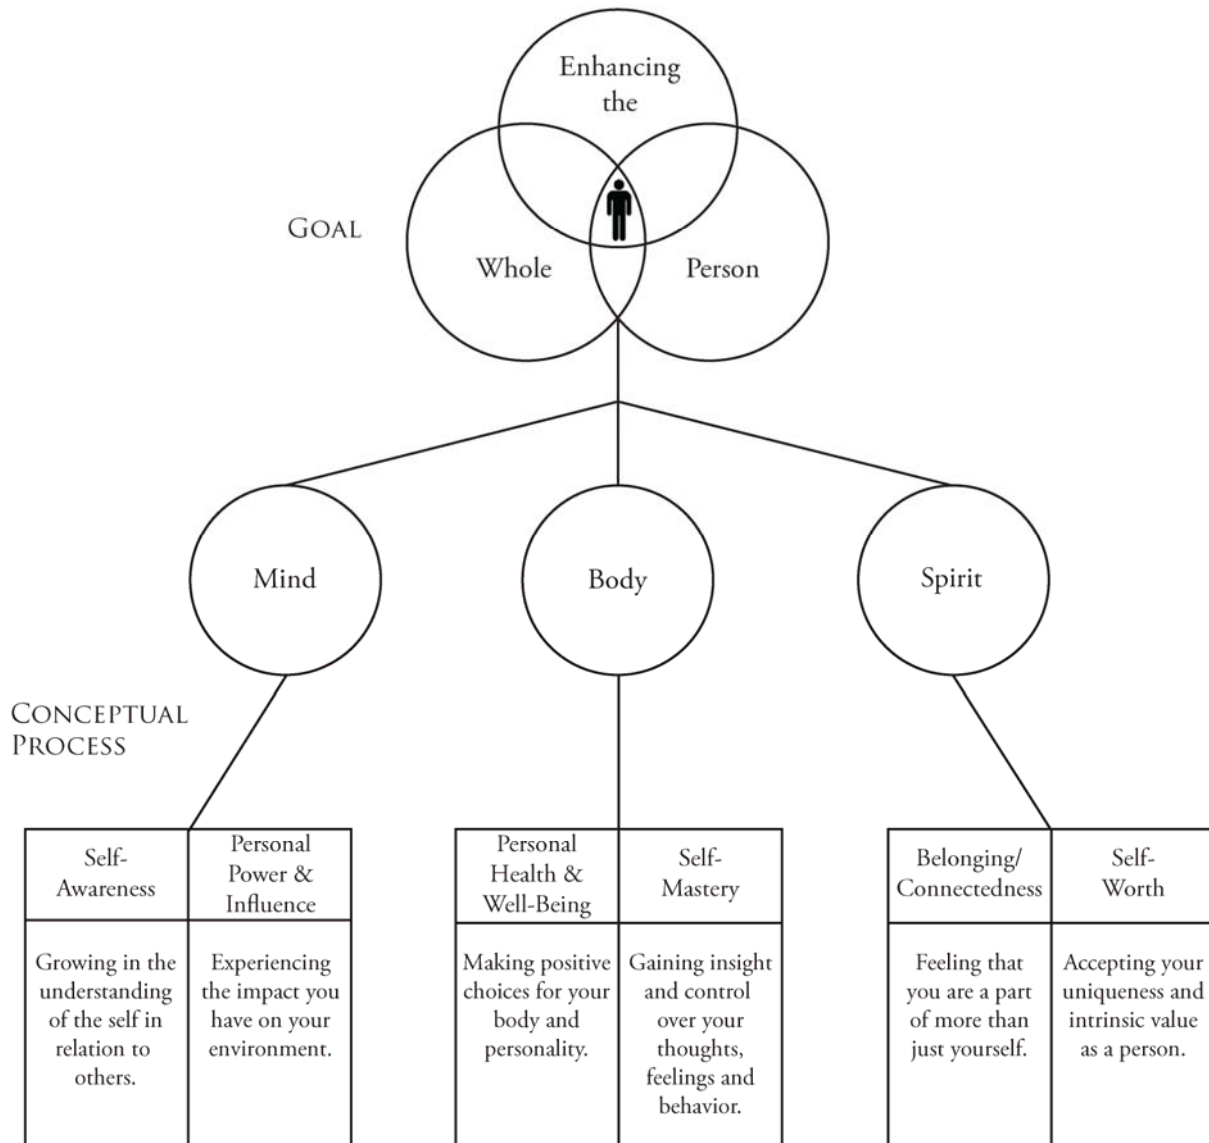 Enhancing
the
GOAL
Whole
Person
Mind
Body
Spirit
CONCEPTUAL
PROCESS
Self-
Awareness
Personal
Power &
Influence
Personal
Health &
Well-Being
Self-
Mastery
Belonging/
Connectedness
Self-
Worth
Growing in the
understanding
of the self in
relation to
others.
Experiencing
the impact you
have on your
environment.
Making positive
choices for your
body and
personality.
Gaining insight
and control
over your
thoughts,
feelings and
behavior.
Feeling that
you are a part
of more than
just yourself.
Accepting your
uniqueness and
intrinsic value
as a person.